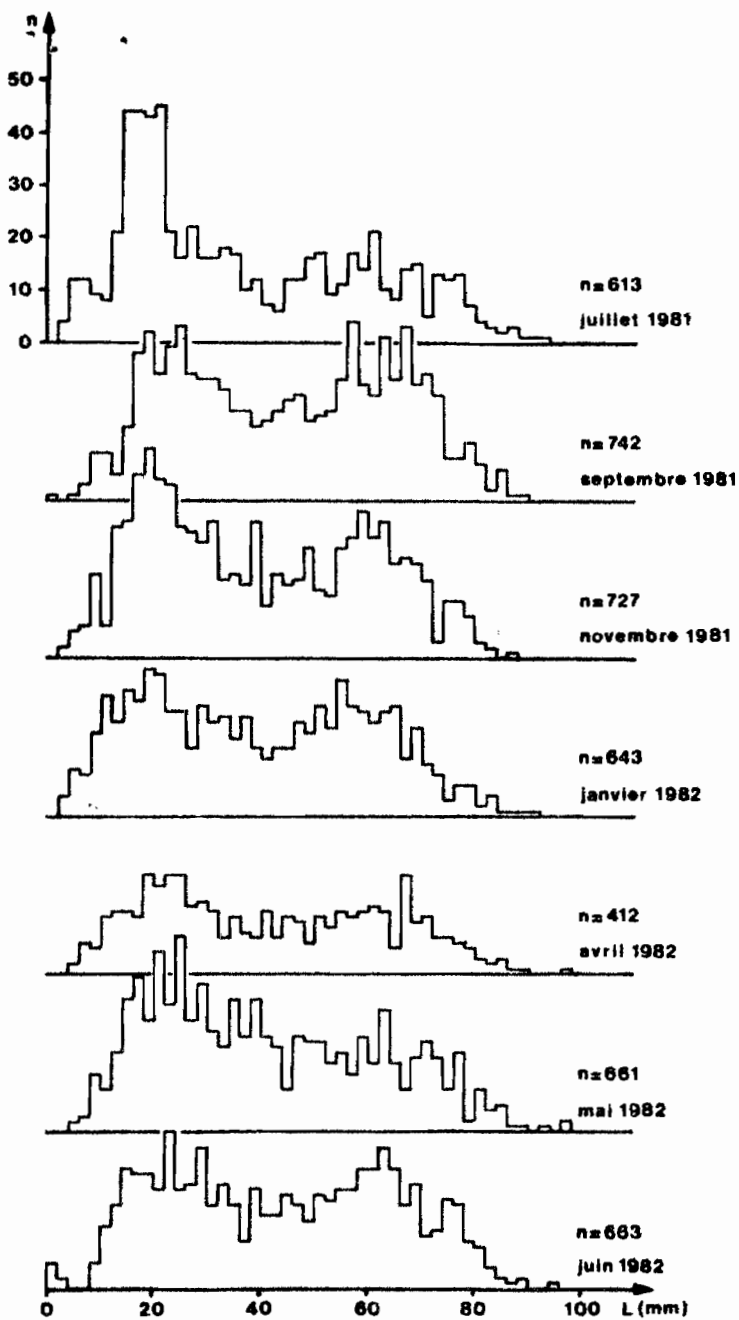 n
50
40
30
20
10
0
n=613
juillet 1981
n=742
septembre 1981
n=727
novembre 1981
n=643
janvier 1982
n=412
avril 1982
n=661
mai 1982
n=663
juin 1982
0 20 40 60 80 100 L (mm)